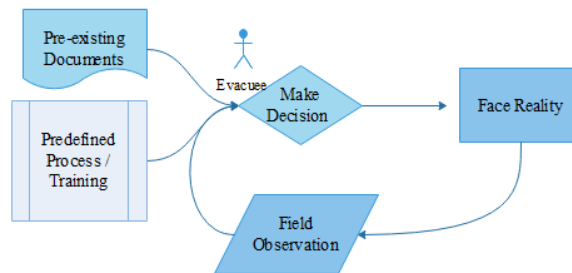 Pre-existing
Documents
Evacuee
Make
Decision
Face Reality
Predefined
Process /
Training
Field
Observation